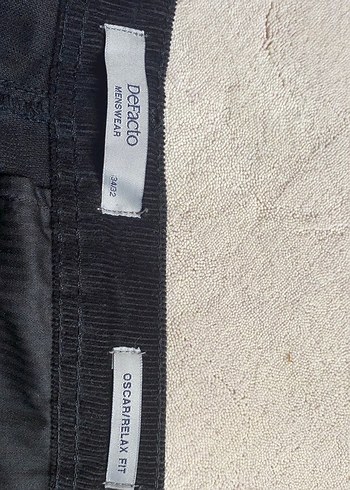 DeFacto
MENSWEAR
34/32
OSCAR/RELAX FIT